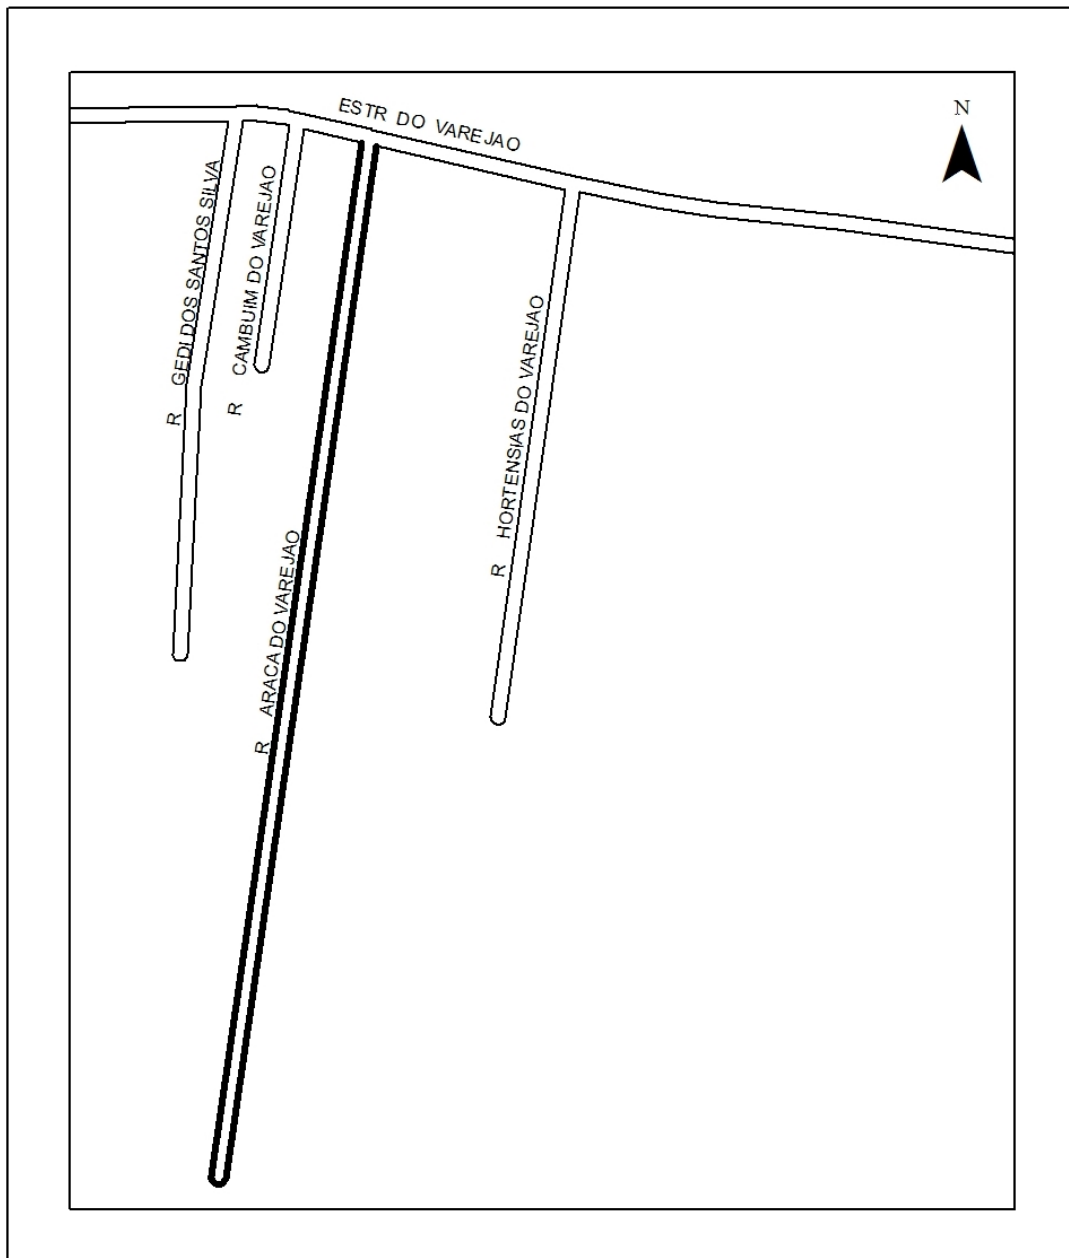 N
ESTR DO VAREJAO
R GEDI DOS SANTOS SILVA
R CAMBUIM DO VAREJAO
R HORTENSIAS DO VAREJAO
R ARACA DO VAREJAO